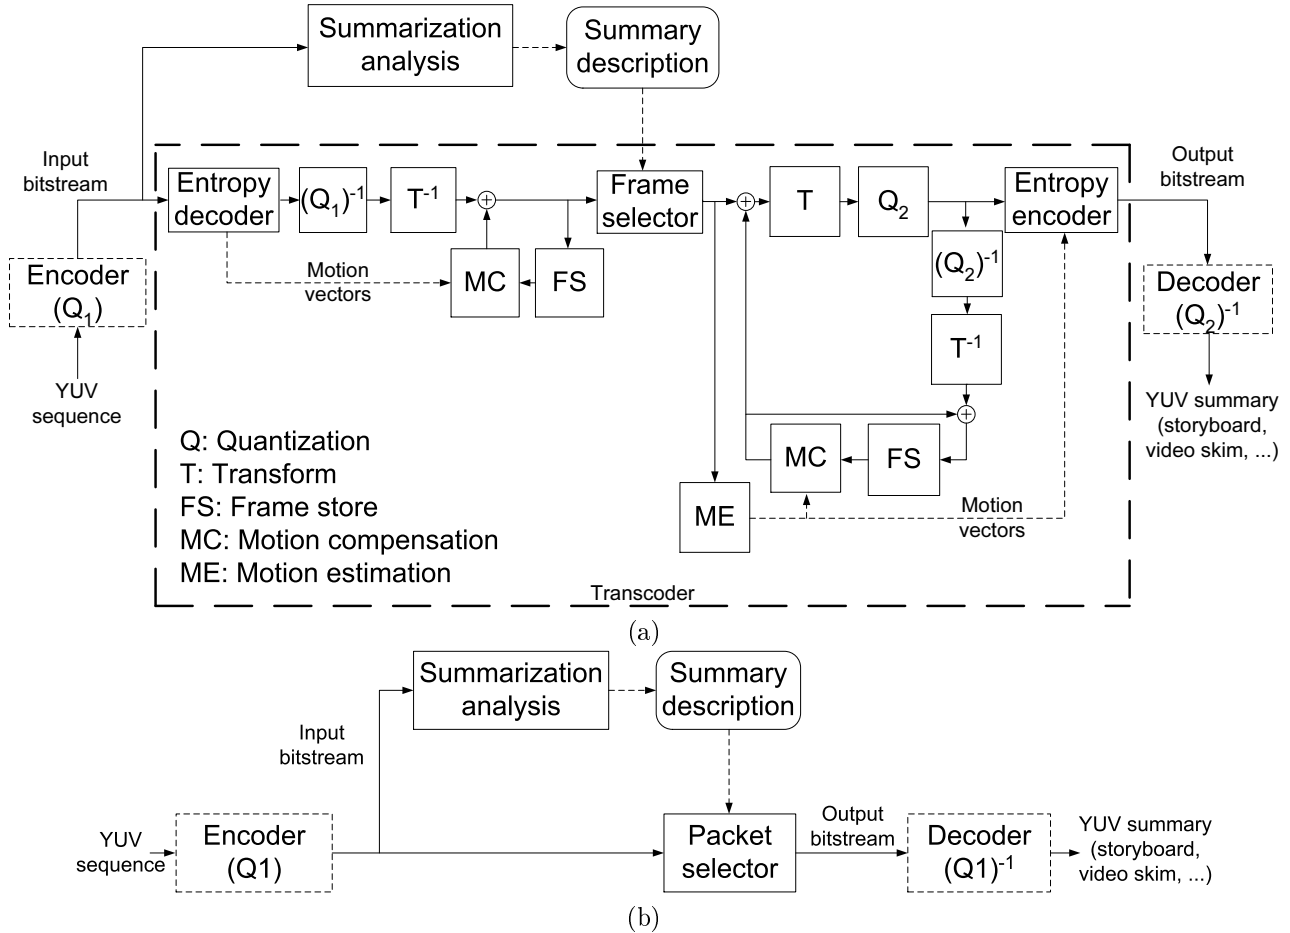 Summarization
analysis
Summary
description
Input
bitstream
Output
bitstream
Entropy
decoder
(Q1)-1
T-1
Frame
selector
T
Q2
Entropy
encoder
Motion
vectors
MC
FS
(Q2)-1
T-1
Encoder
(Q1)
Decoder
(Q2)-1
YUV
sequence
YUV summary
(storyboard,
video skim, ...)
MC
FS
ME
Motion
vectors
Q: Quantization
T: Transform
FS: Frame store
MC: Motion compensation
ME: Motion estimation
Transcoder
(a)
Summarization
analysis
Summary
description
Input
bitstream
YUV
sequence
Encoder
(Q1)
Packet
selector
Output
bitstream
Decoder
(Q1)-1
YUV summary
(storyboard,
video skim, ...)
(b)